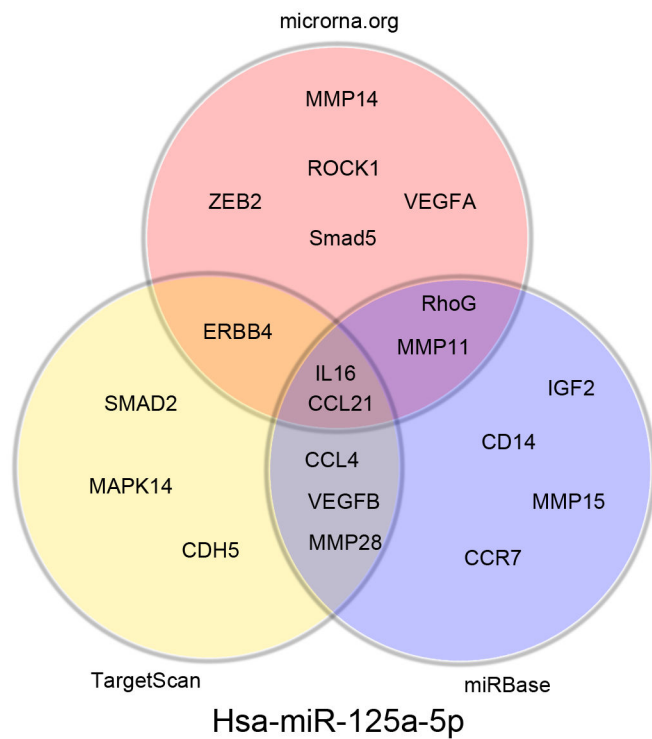 microrna.org
MMP14
ROCK1
ZEB2
VEGFA
Smad5
RhoG
ERBB4
MMP11
IL16
CCL21
IGF2
SMAD2
CD14
CCL4
MAPK14
VEGFB
MMP15
MMP28
CDH5
CCR7
TargetScan
miRBase
Hsa-miR-125a-5p